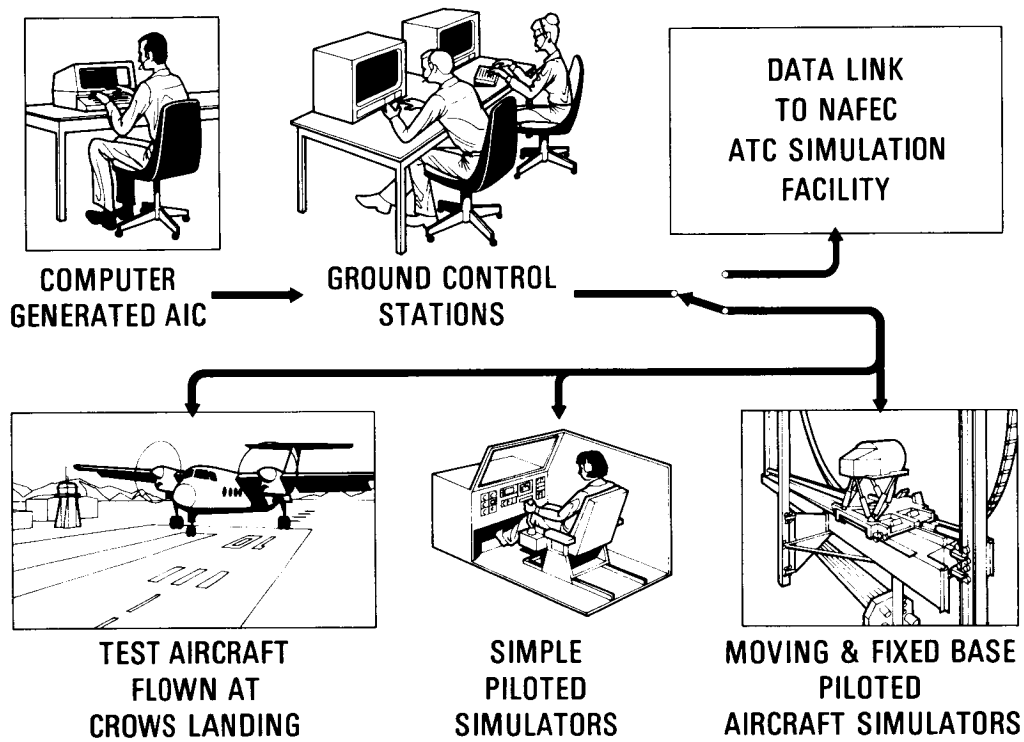 DATA LINK
TO NAFEC
ATC SIMULATION
FACILITY
COMPUTER
GENERATED AIC
GROUND CONTROL
STATIONS
TEST AIRCRAFT
FLOWN AT
CROWS LANDING
SIMPLE
PILOTED
SIMULATORS
MOVING & FIXED BASE
PILOTED
AIRCRAFT SIMULATORS